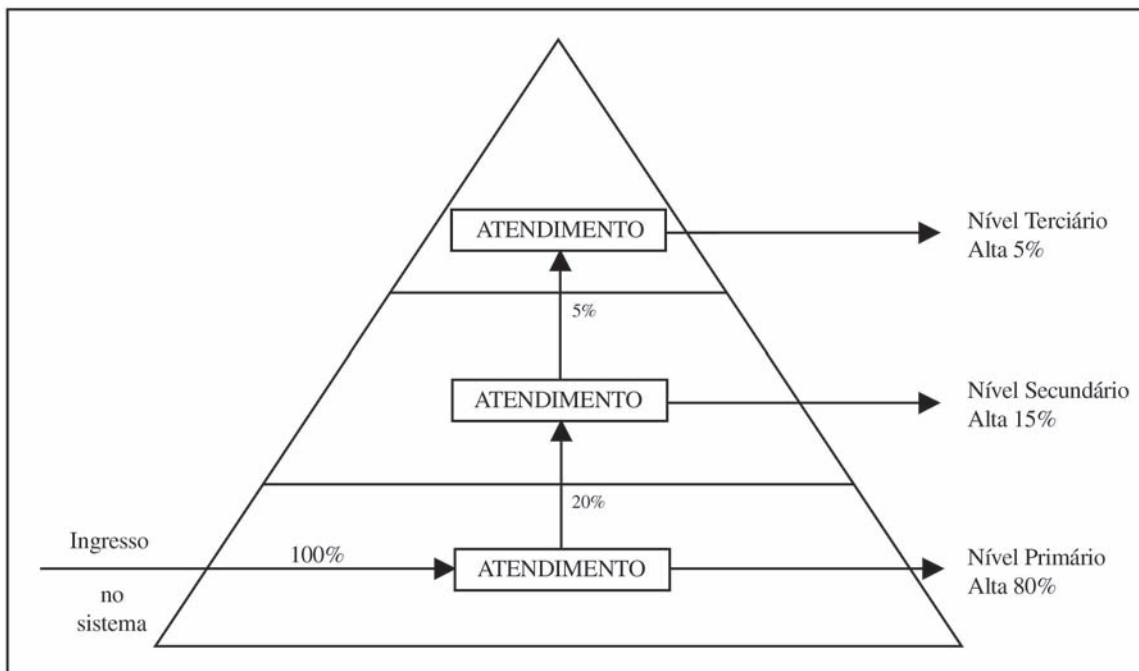 ATENDIMENTO
Nível Terciário
Alta 5%
5%
ATENDIMENTO
Nível Secundário
Alta 15%
20%
Ingresso
no
sistema
100%
ATENDIMENTO
Nível Primário
Alta 80%